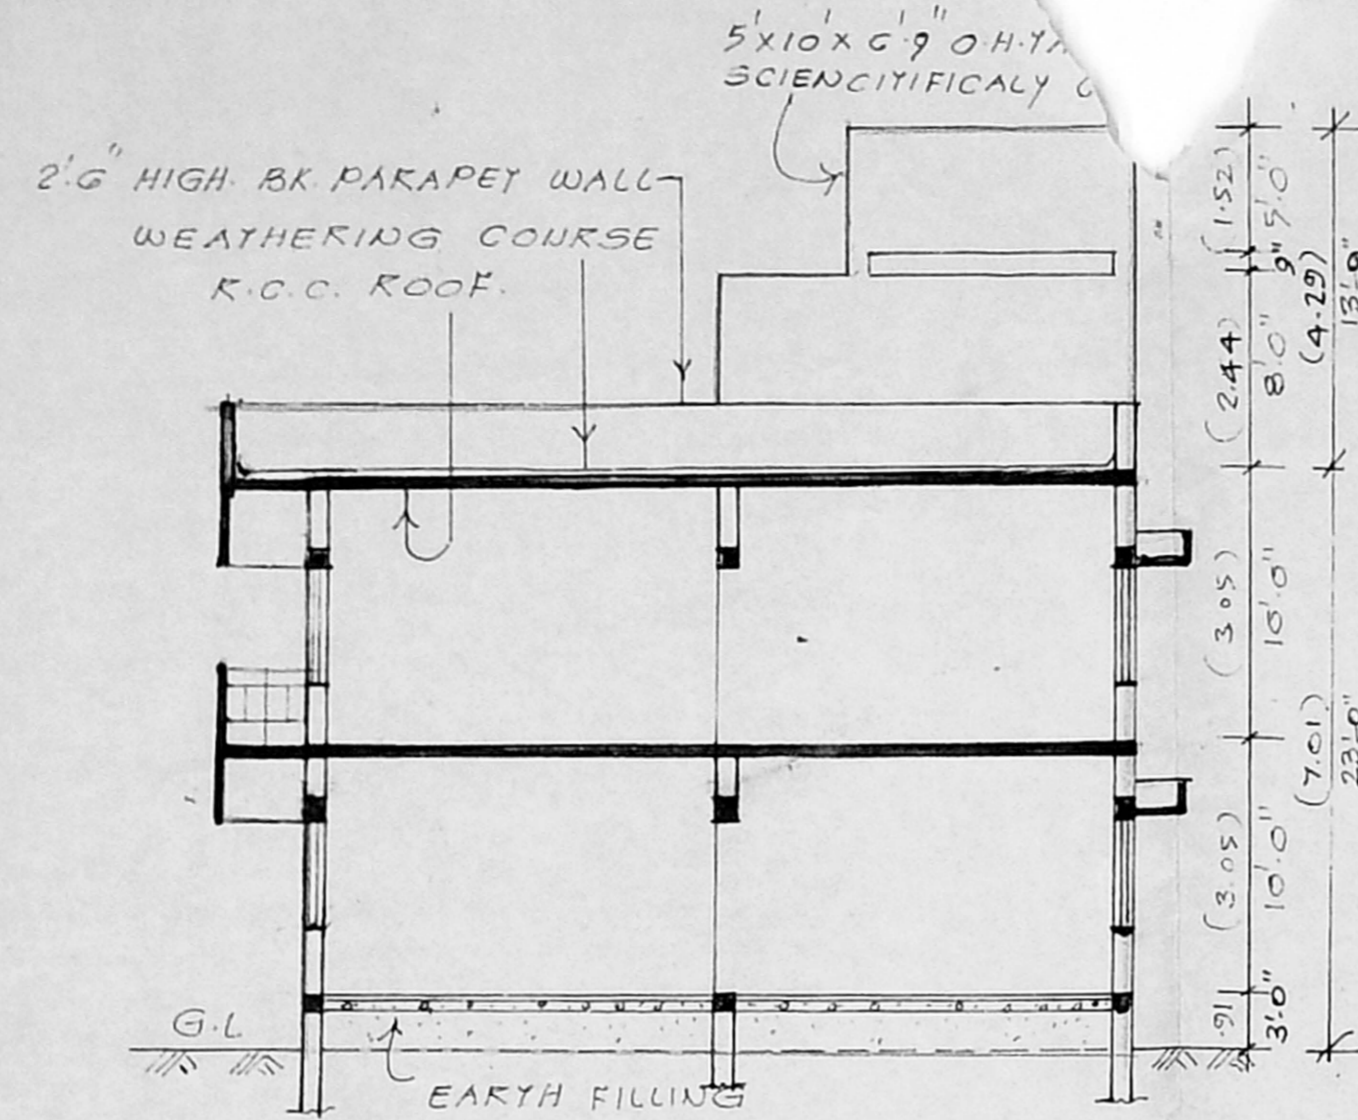 5'X10'X6'.9" O.H.TA
SCIENCITIFICALY
2'.6" HIGH. BK. PARAPET WALL
WEATHERING COURSE
R.C.C. ROOF.
(1.52) 5'.0"
9"
(4.29) 13'-9"
(2.44) 8'.0"
(3.05) 10'.0"
(7.01) 23'-0"
(3.05) 10'.0"
.91) 3'.0"
G.L
EARTH FILLING